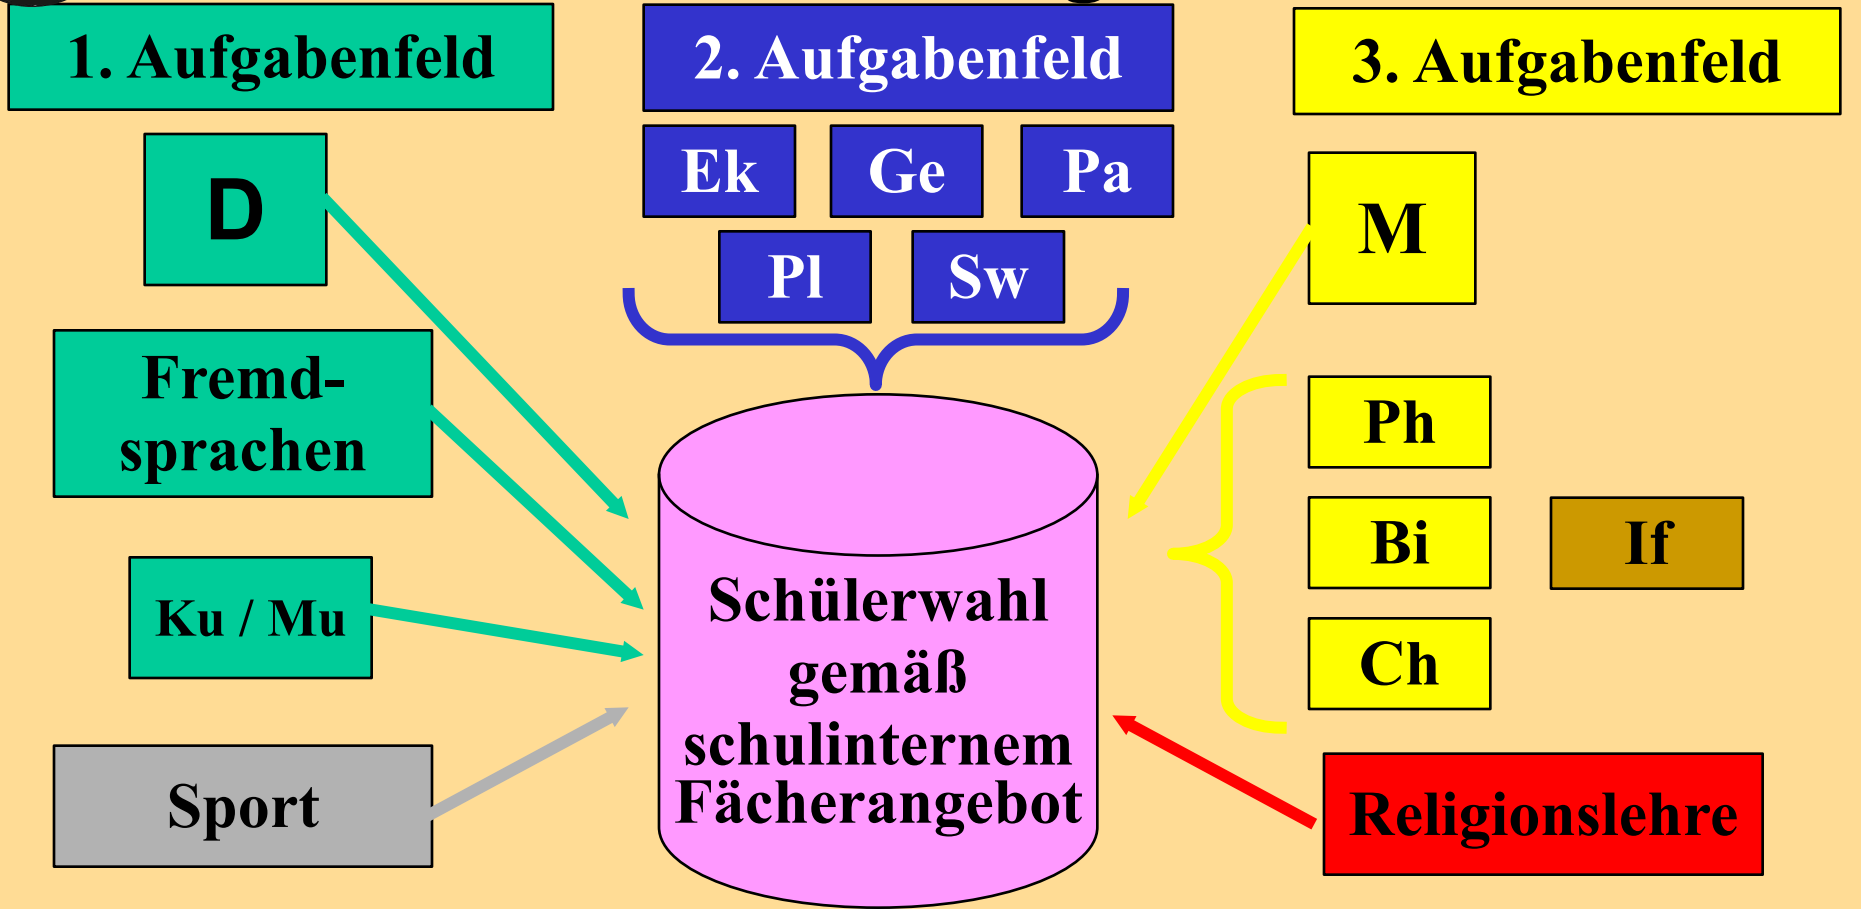 1. Aufgabenfeld
2. Aufgabenfeld
3. Aufgabenfeld
D
Ek
Ge
Pa
M
Pl
Sw
Fremd-
sprachen
Ph
Bi
If
Ku / Mu
Ch
Schülerwahl
gemäß
schulinternem
Fächerangebot
Sport
Religionslehre